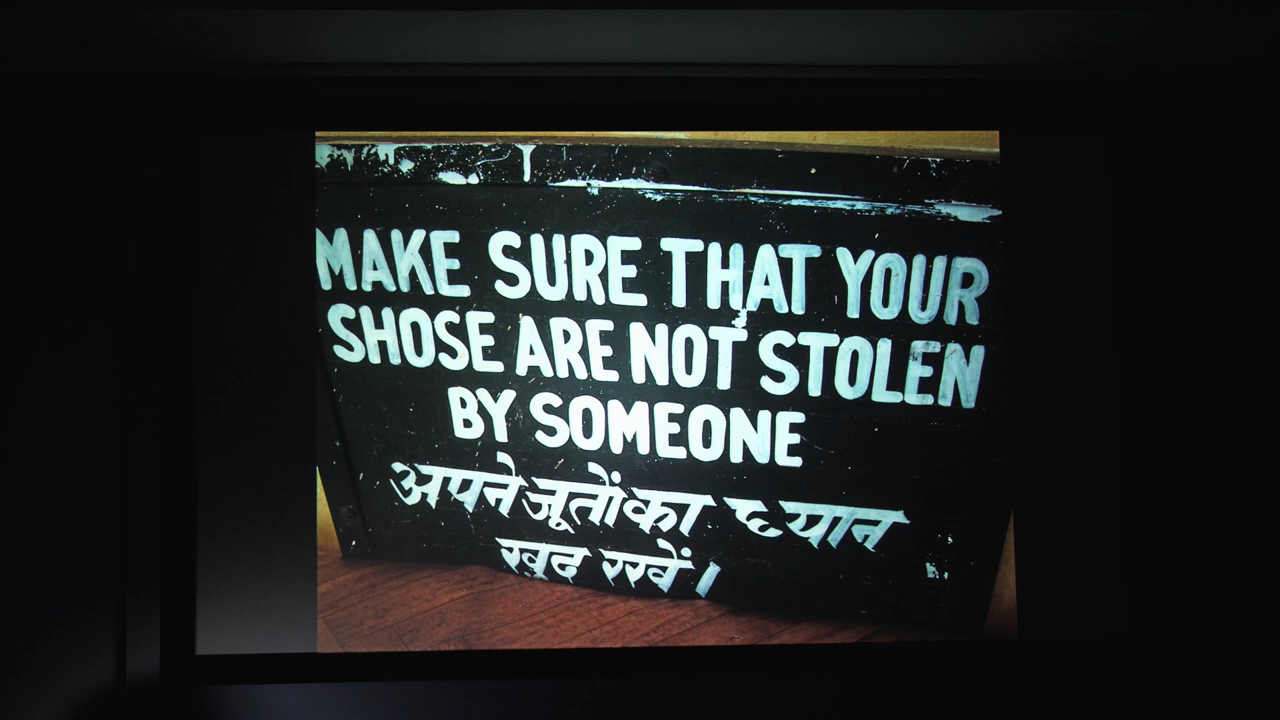 MAKE SURE THAT YOUR
SHOSE ARE NOT STOLEN
BY SOMEONE
अपने जूतों का ध्यान
खुद रखें।